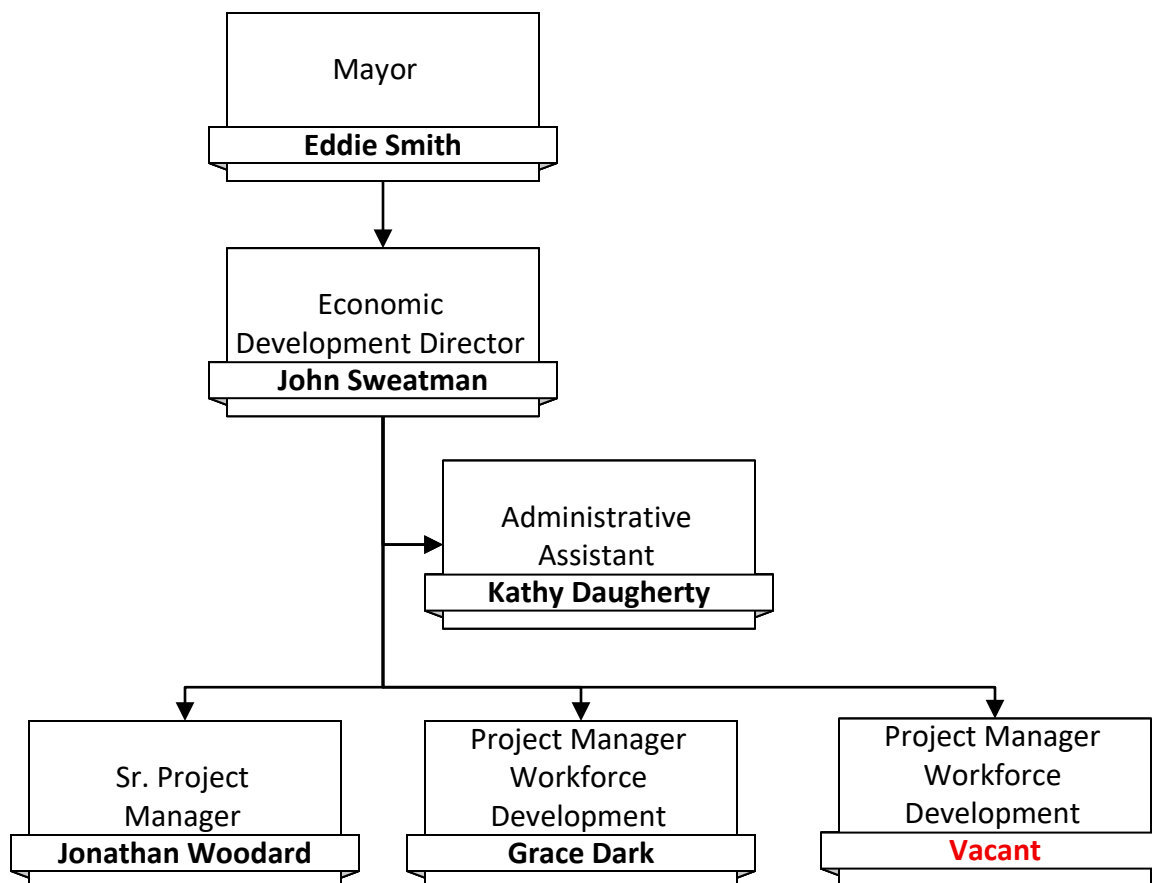 Mayor
Eddie Smith
Economic
Development Director
John Sweatman
Administrative
Assistant
Kathy Daugherty
Sr. Project
Manager
Jonathan Woodard
Project Manager
Workforce
Development
Grace Dark
Project Manager
Workforce
Development
Vacant